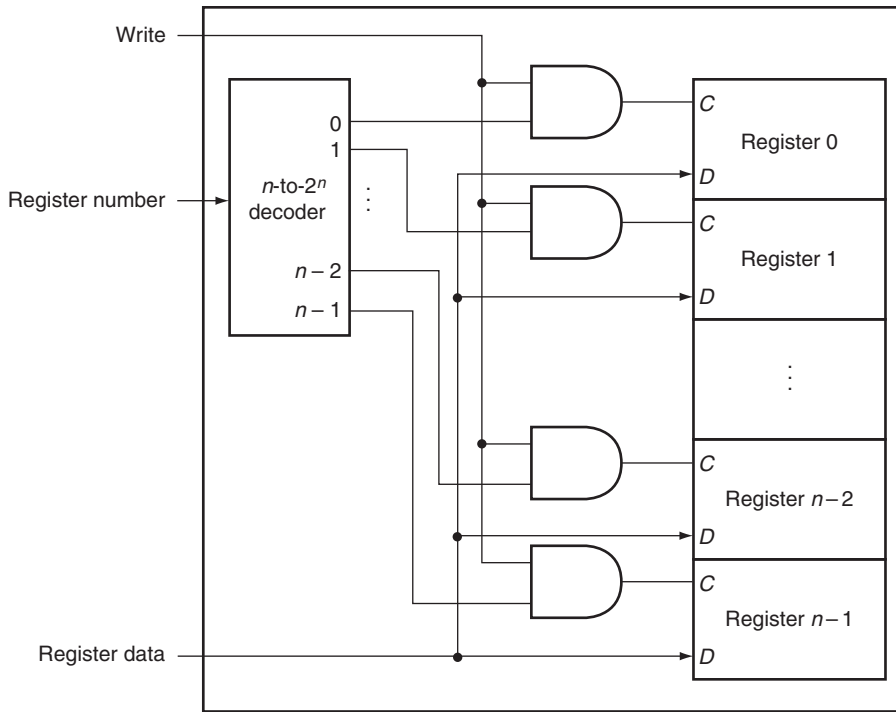 Write
C
0
Register 0
1
D
n-to-2ⁿ
Register number
decoder
⋮
C
Register 1
n – 2
D
n – 1
⋮
C
Register n – 2
D
C
Register n – 1
Register data
D